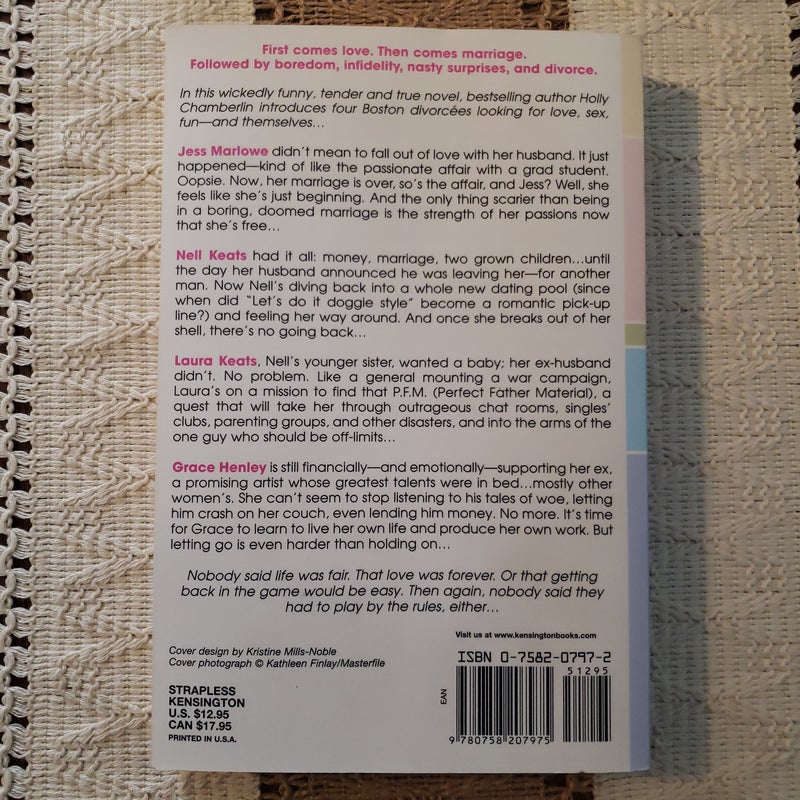 First comes love. Then comes marriage.
Followed by boredom, infidelity, nasty surprises, and divorce.
In this wickedly funny, tender and true novel, bestselling author Holly
Chamberlin introduces four Boston divorcées looking for love, sex,
fun—and themselves...
Jess Marlowe didn't mean to fall out of love with her husband. It just
happened—kind of like the passionate affair with a grad student.
Oopsie. Now, her marriage is over, so's the affair, and Jess? Well, she
feels like she's just beginning. And the only thing scarier than being
in a boring, doomed marriage is the strength of her passions now
that she's free...
Nell Keats had it all: money, marriage, two grown children...until
the day her husband announced he was leaving her—for another
man. Now Nell's diving back into a whole new dating pool (since
when did "Let's do it doggie style" become a romantic pick-up
line?) and feeling her way around. And once she breaks out of her
shell, there's no going back...
Laura Keats, Nell's younger sister, wanted a baby; her ex-husband
didn't. No problem. Like a general mounting a war campaign,
Laura's on a mission to find that P.F.M. (Perfect Father Material), a
quest that will take her through outrageous chat rooms, singles'
clubs, parenting groups, and other disasters, and into the arms of the
one guy who should be off-limits...
Grace Henley is still financially—and emotionally—supporting her ex,
a promising artist whose greatest talents were in bed...mostly other
women's. She can't seem to stop listening to his tales of woe, letting
him crash on her couch, even lending him money. No more. It's time
for Grace to learn to live her own life and produce her own work. But
letting go is even harder than holding on...
Nobody said life was fair. That love was forever. Or that getting
back in the game would be easy. Then again, nobody said they
had to play by the rules, either...
Visit us at www.kensingtonbooks.com
Cover design by Kristine Mills-Noble
Cover photograph © Kathleen Finlay/Masterfile
ISBN 0-7582-0797-2
51295
STRAPLESS
KENSINGTON
U.S. $12.95
CAN $17.95
PRINTED IN U.S.A.
EAN
9 780758 207975